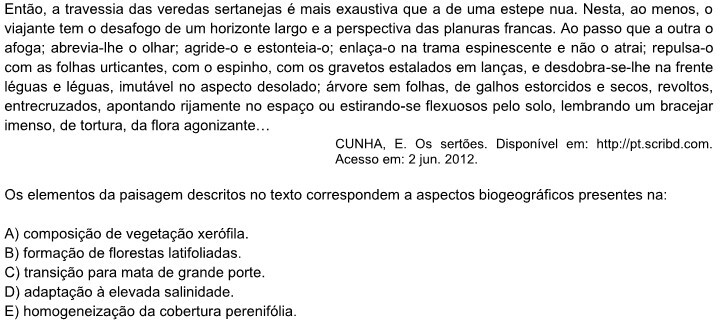 Então, a travessia das veredas sertanejas é mais exaustiva que a de uma estepe nua. Nesta, ao menos, o
viajante tem o desafogo de um horizonte largo e a perspectiva das planuras francas. Ao passo que a outra o
afoga; abrevia-lhe o olhar; agride-o e estonteia-o; enlaça-o na trama espinescente e não o atrai; repulsa-o
com as folhas urticantes, com o espinho, com os gravetos estalados em lanças, e desdobra-se-lhe na frente
léguas e léguas, imutável no aspecto desolado; árvore sem folhas, de galhos estorcidos e secos, revoltos,
entrecruzados, apontando rijamente no espaço ou estirando-se flexuosos pelo solo, lembrando um bracejar
imenso, de tortura, da flora agonizante…
CUNHA, E. Os sertões. Disponível em: http://pt.scribd.com.
Acesso em: 2 jun. 2012.
Os elementos da paisagem descritos no texto correspondem a aspectos biogeográficos presentes na:
A) composição de vegetação xerófila.
B) formação de florestas latifoliadas.
C) transição para mata de grande porte.
D) adaptação à elevada salinidade.
E) homogeneização da cobertura perenifólia.